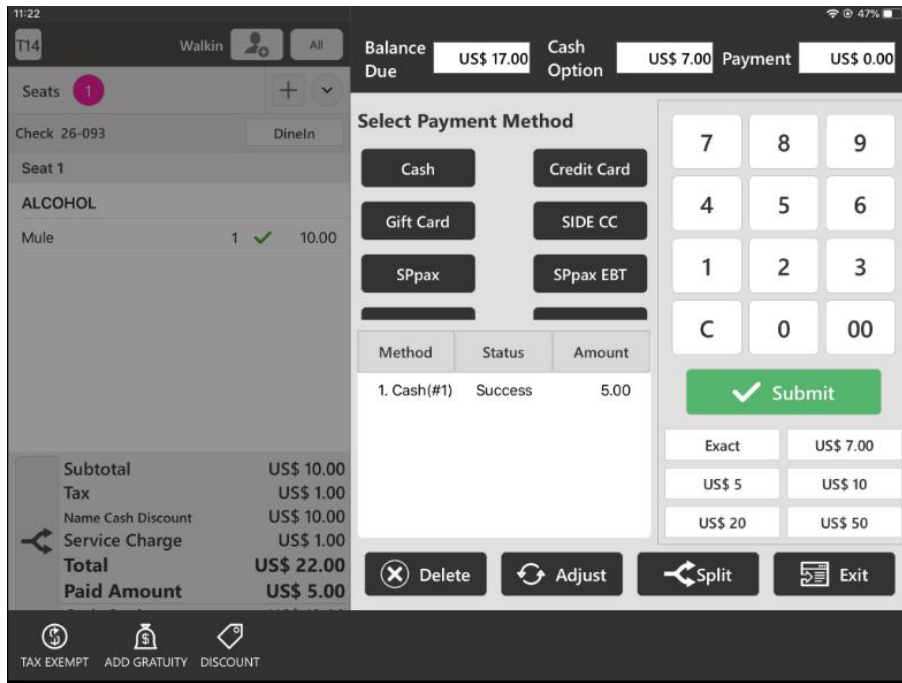 11:22
47%
T14 Walkin All
Balance Due US$ 17.00 Cash Option US$ 7.00 Payment US$ 0.00
Seats 1
Check 26-093 DineIn
Seat 1
ALCOHOL
Mule 1 10.00
Select Payment Method
Cash Credit Card
Gift Card SIDE CC
SPpax SPpax EBT
Method Status Amount
1. Cash(#1) Success 5.00
7 8 9
4 5 6
1 2 3
C 0 00
Submit
Exact US$ 7.00
US$ 5 US$ 10
US$ 20 US$ 50
Subtotal US$ 10.00
Tax US$ 1.00
Name Cash Discount US$ 10.00
Service Charge US$ 1.00
Total US$ 22.00
Paid Amount US$ 5.00
Delete Adjust Split Exit
TAX EXEMPT ADD GRATUITY DISCOUNT